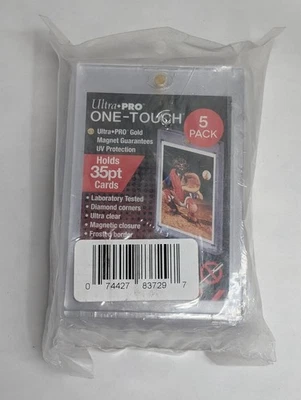 Ultra•PRO
ONE-TOUCH
5
PACK
Ultra•PRO Gold
Magnet Guarantees
UV Protection
Holds
35pt
Cards
• Laboratory Tested
• Diamond corners
• Ultra clear
• Magnetic closure
• Frosted border
0 74427 83729 7